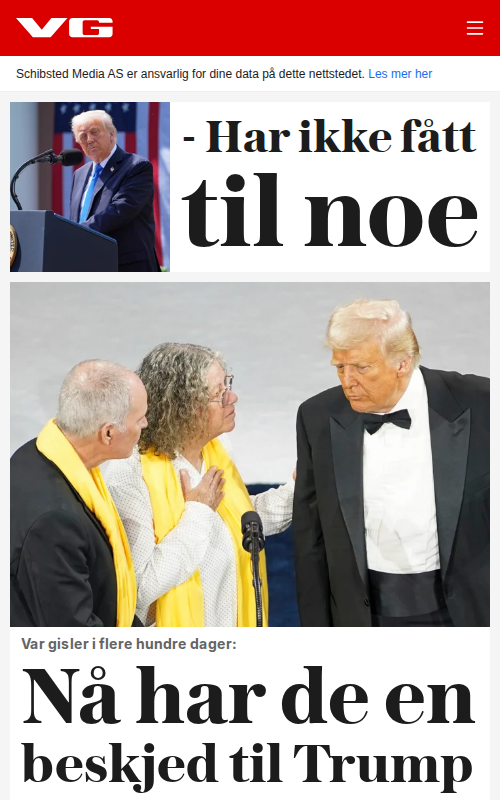 VG
Schibsted Media AS er ansvarlig for dine data på dette nettstedet. Les mer her
- Har ikke fått
til noe
Var gisler i flere hundre dager:
Nå har de en
beskjed til Trump